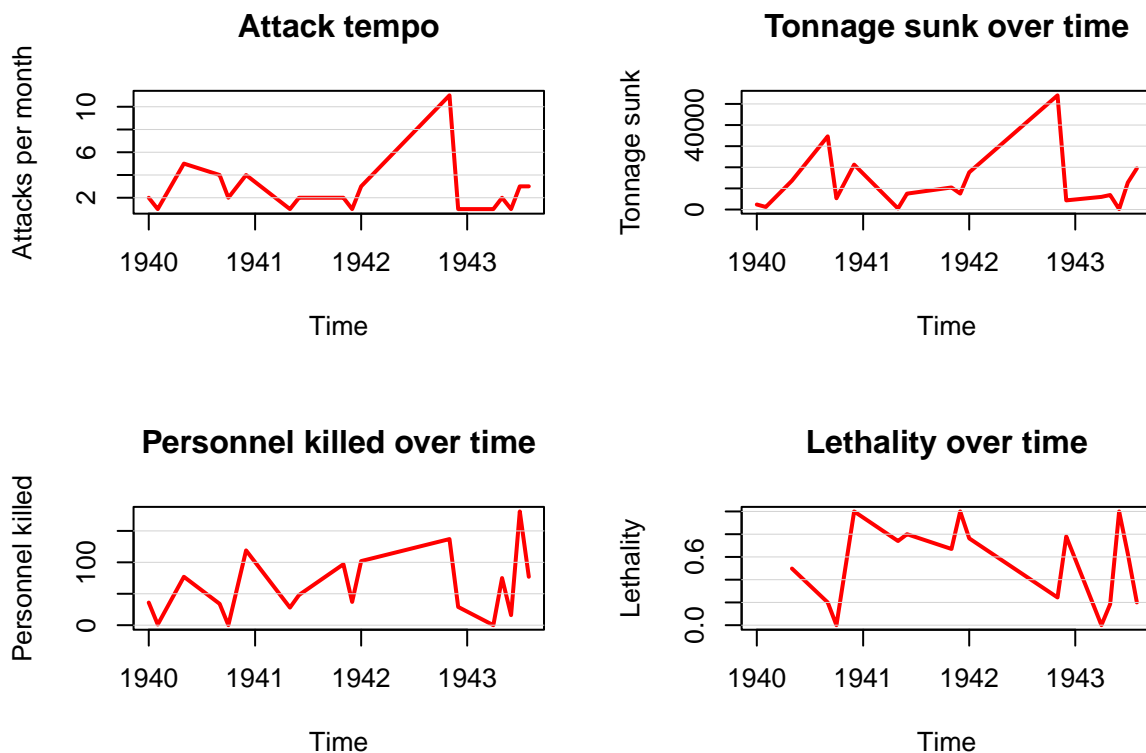 Attack tempo
Attacks per month
2
6
10
1940 1941 1942 1943
Time
Tonnage sunk over time
Tonnage sunk
0
40000
1940 1941 1942 1943
Time
Personnel killed over time
Personnel killed
0
100
1940 1941 1942 1943
Time
Lethality over time
Lethality
0.0
0.6
1940 1941 1942 1943
Time